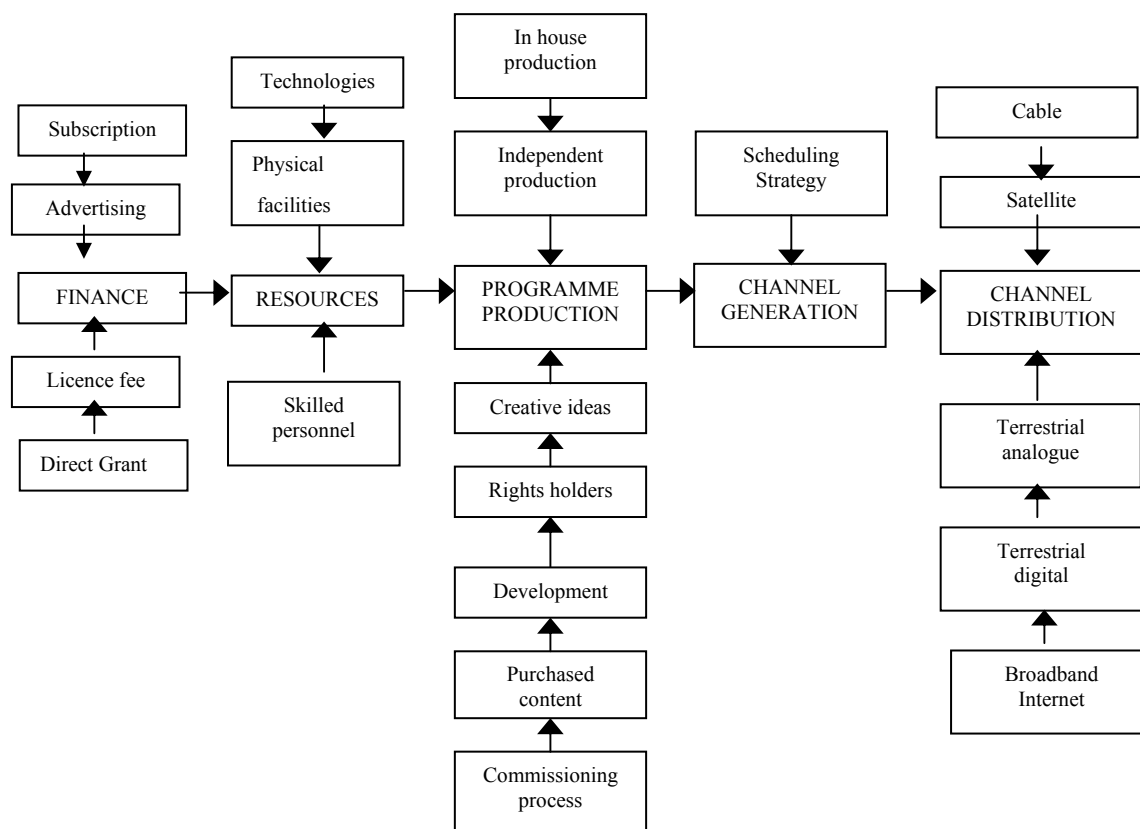 In house
production
Technologies
Cable
Subscription
Independent
production
Scheduling
Strategy
Physical
facilities
Advertising
Satellite
FINANCE
RESOURCES
PROGRAMME
PRODUCTION
CHANNEL
GENERATION
CHANNEL
DISTRIBUTION
Licence fee
Skilled
personnel
Creative ideas
Terrestrial
analogue
Direct Grant
Rights holders
Development
Terrestrial
digital
Purchased
content
Broadband
Internet
Commissioning
process